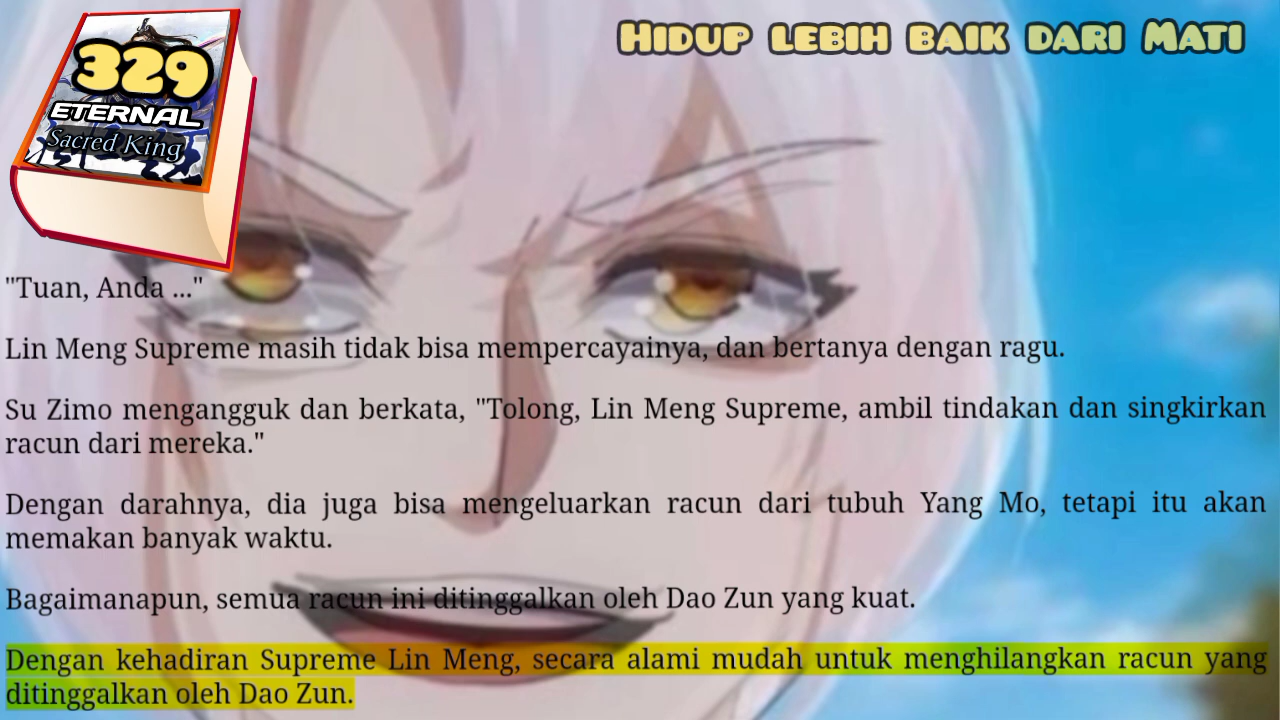 329
ETERNAL
Sacred King
Hidup lebih baik dari Mati
"Tuan, Anda ..."
Lin Meng Supreme masih tidak bisa mempercayainya, dan bertanya dengan ragu.
Su Zimo mengangguk dan berkata, "Tolong, Lin Meng Supreme, ambil tindakan dan singkirkan
racun dari mereka."
Dengan darahnya, dia juga bisa mengeluarkan racun dari tubuh Yang Mo, tetapi itu akan
memakan banyak waktu.
Bagaimanapun, semua racun ini ditinggalkan oleh Dao Zun yang kuat.
Dengan kehadiran Supreme Lin Meng, secara alami mudah untuk menghilangkan racun yang
ditinggalkan oleh Dao Zun.